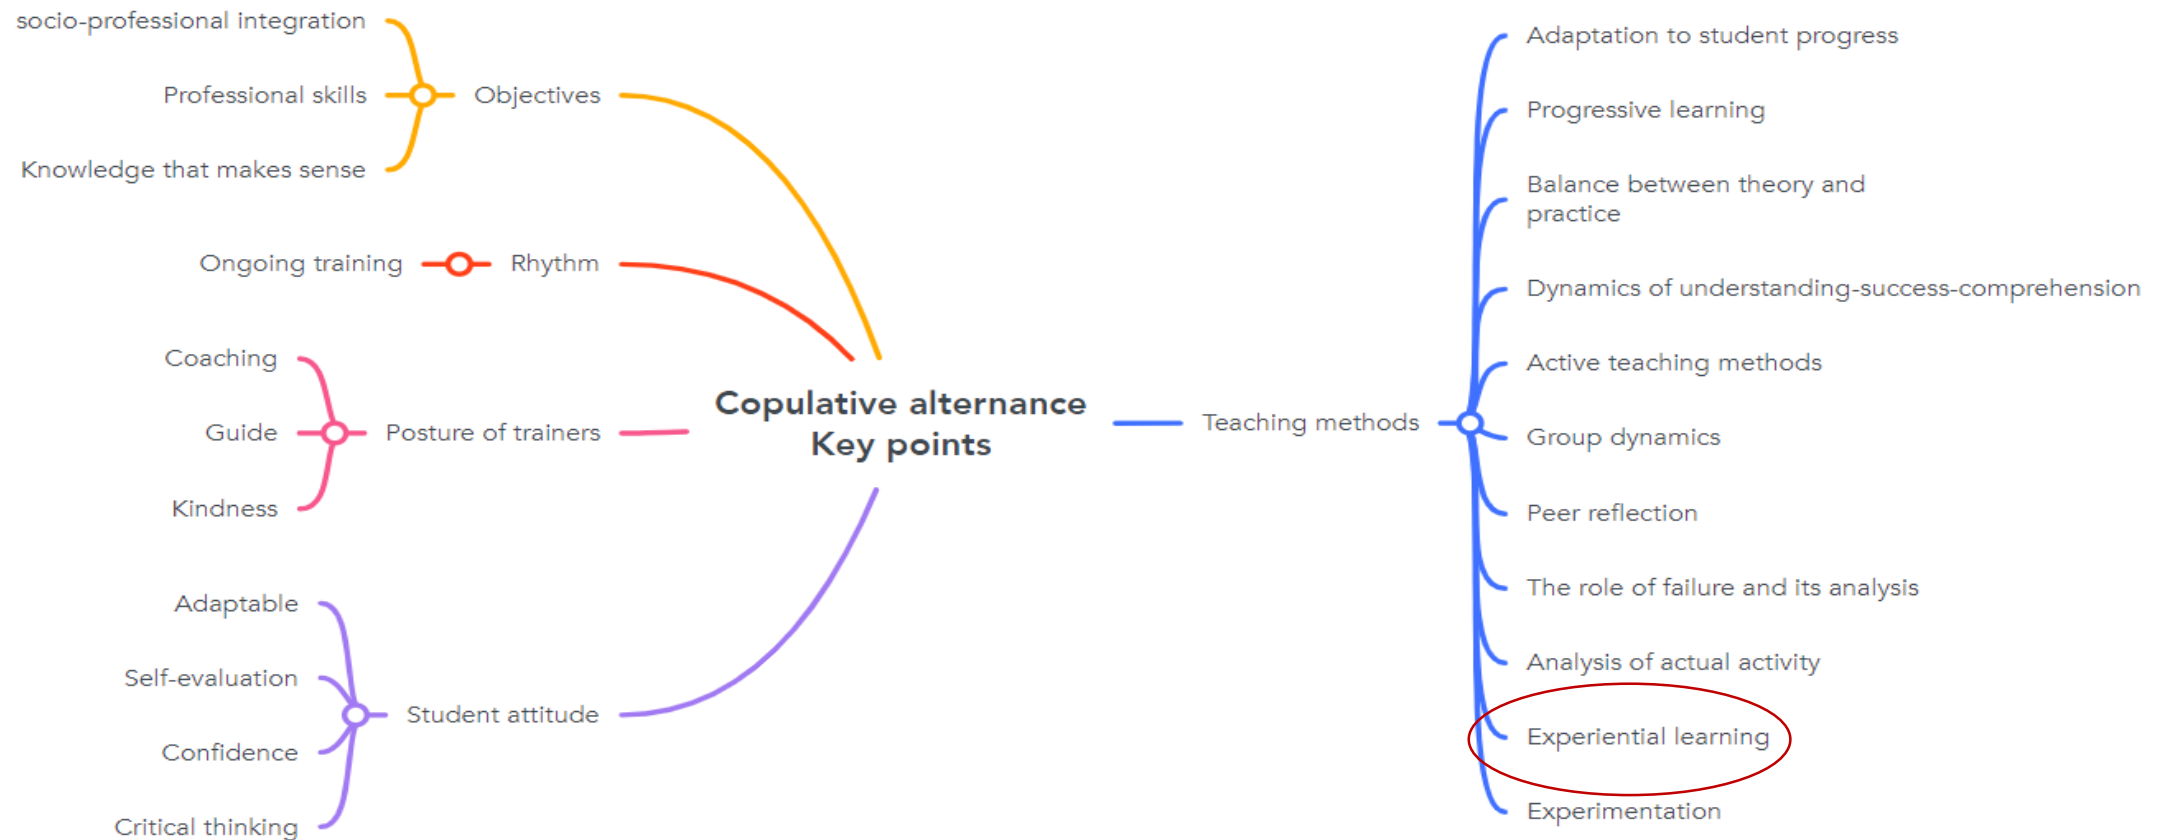 socio-professional integration
Professional skills
Knowledge that makes sense
Objectives
Ongoing training
Rhythm
Coaching
Guide
Kindness
Posture of trainers
Adaptable
Self-evaluation
Confidence
Critical thinking
Student attitude
Copulative alternance
Key points
Teaching methods
Adaptation to student progress
Progressive learning
Balance between theory and
practice
Dynamics of understanding-success-comprehension
Active teaching methods
Group dynamics
Peer reflection
The role of failure and its analysis
Analysis of actual activity
Experiential learning
Experimentation